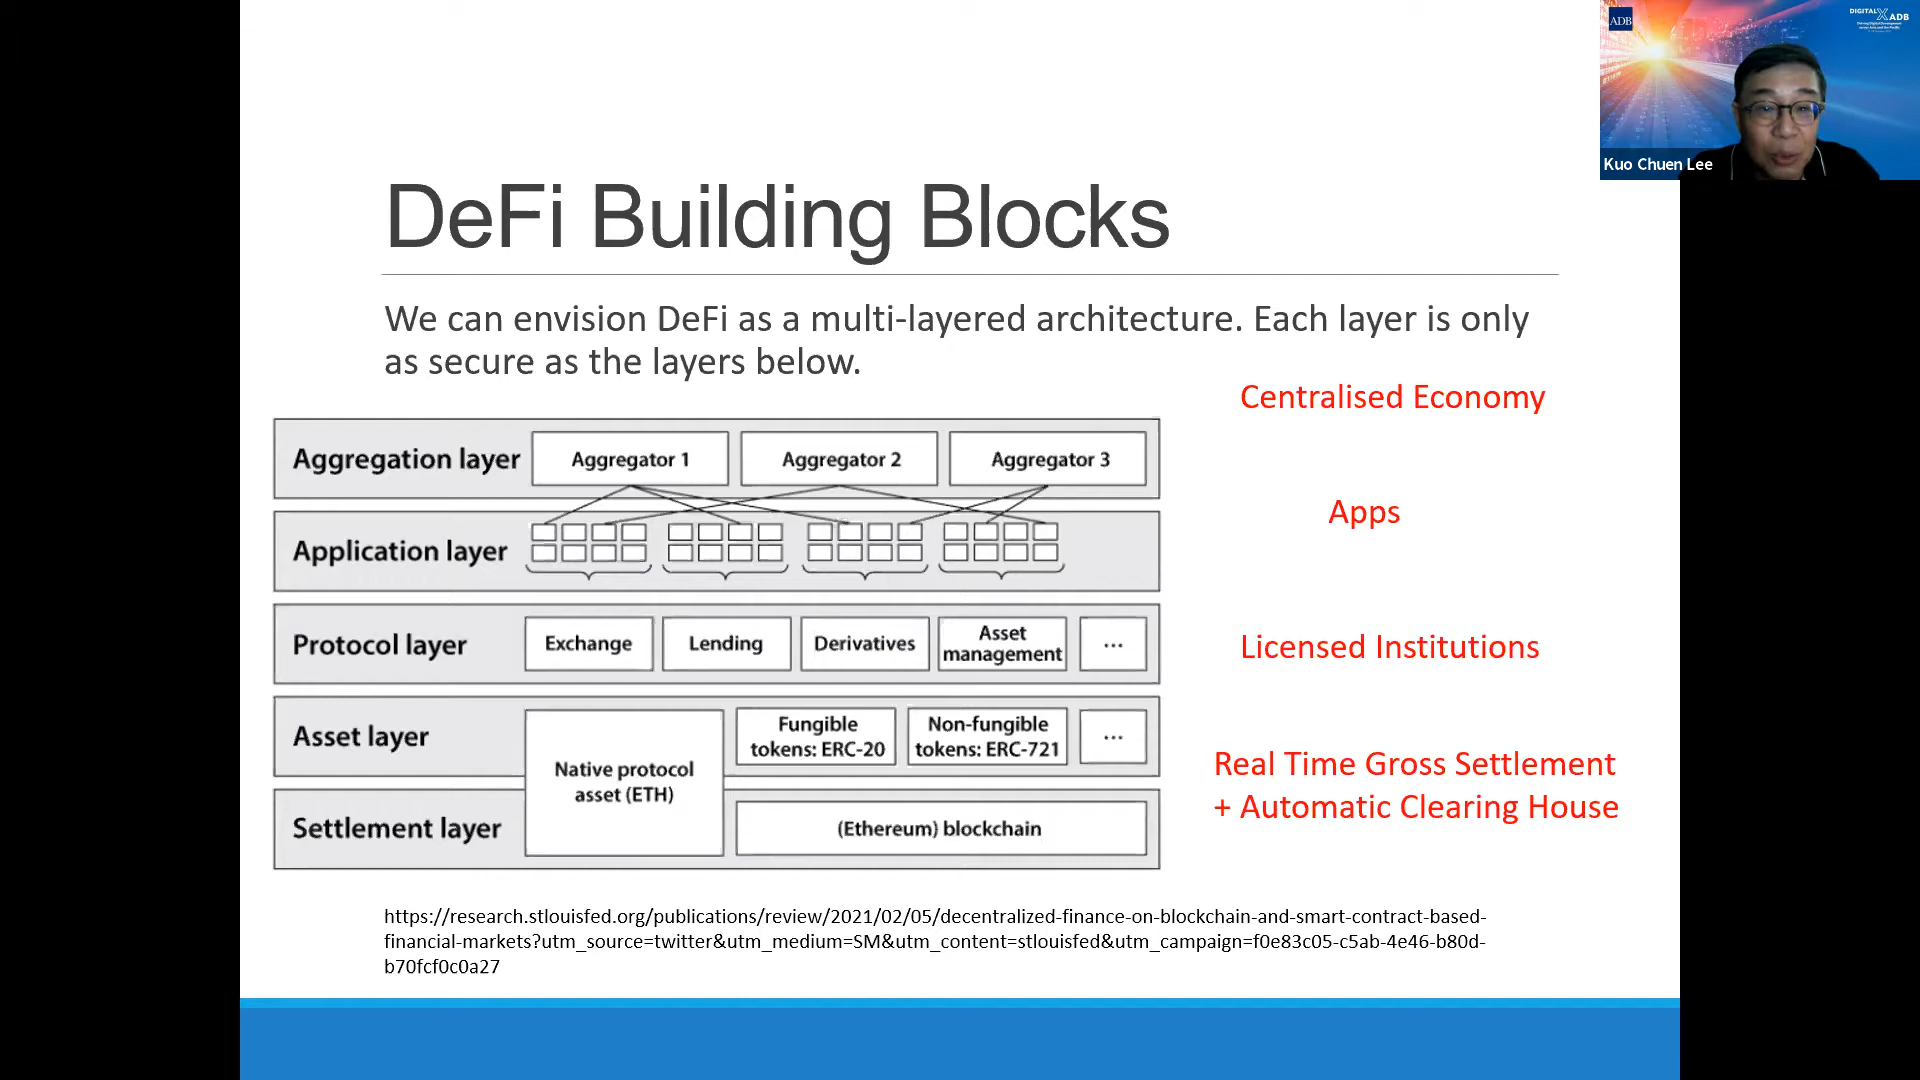 ADB
DIGITAL X ADB
Kuo Chuen Lee
DeFi Building Blocks
We can envision DeFi as a multi-layered architecture. Each layer is only
as secure as the layers below.
Centralised Economy
Aggregation layer
Aggregator 1
Aggregator 2
Aggregator 3
Apps
Application layer
Protocol layer
Exchange
Lending
Derivatives
Asset
management
...
Licensed Institutions
Asset layer
Native protocol
asset (ETH)
Fungible
tokens: ERC-20
Non-fungible
tokens: ERC-721
...
Real Time Gross Settlement
+ Automatic Clearing House
Settlement layer
(Ethereum) blockchain
https://research.stlouisfed.org/publications/review/2021/02/05/decentralized-finance-on-blockchain-and-smart-contract-based-
financial-markets?utm_source=twitter&utm_medium=SM&utm_content=stlouisfed&utm_campaign=f0e83c05-c5ab-4e46-b80d-
b70fcf0c0a27